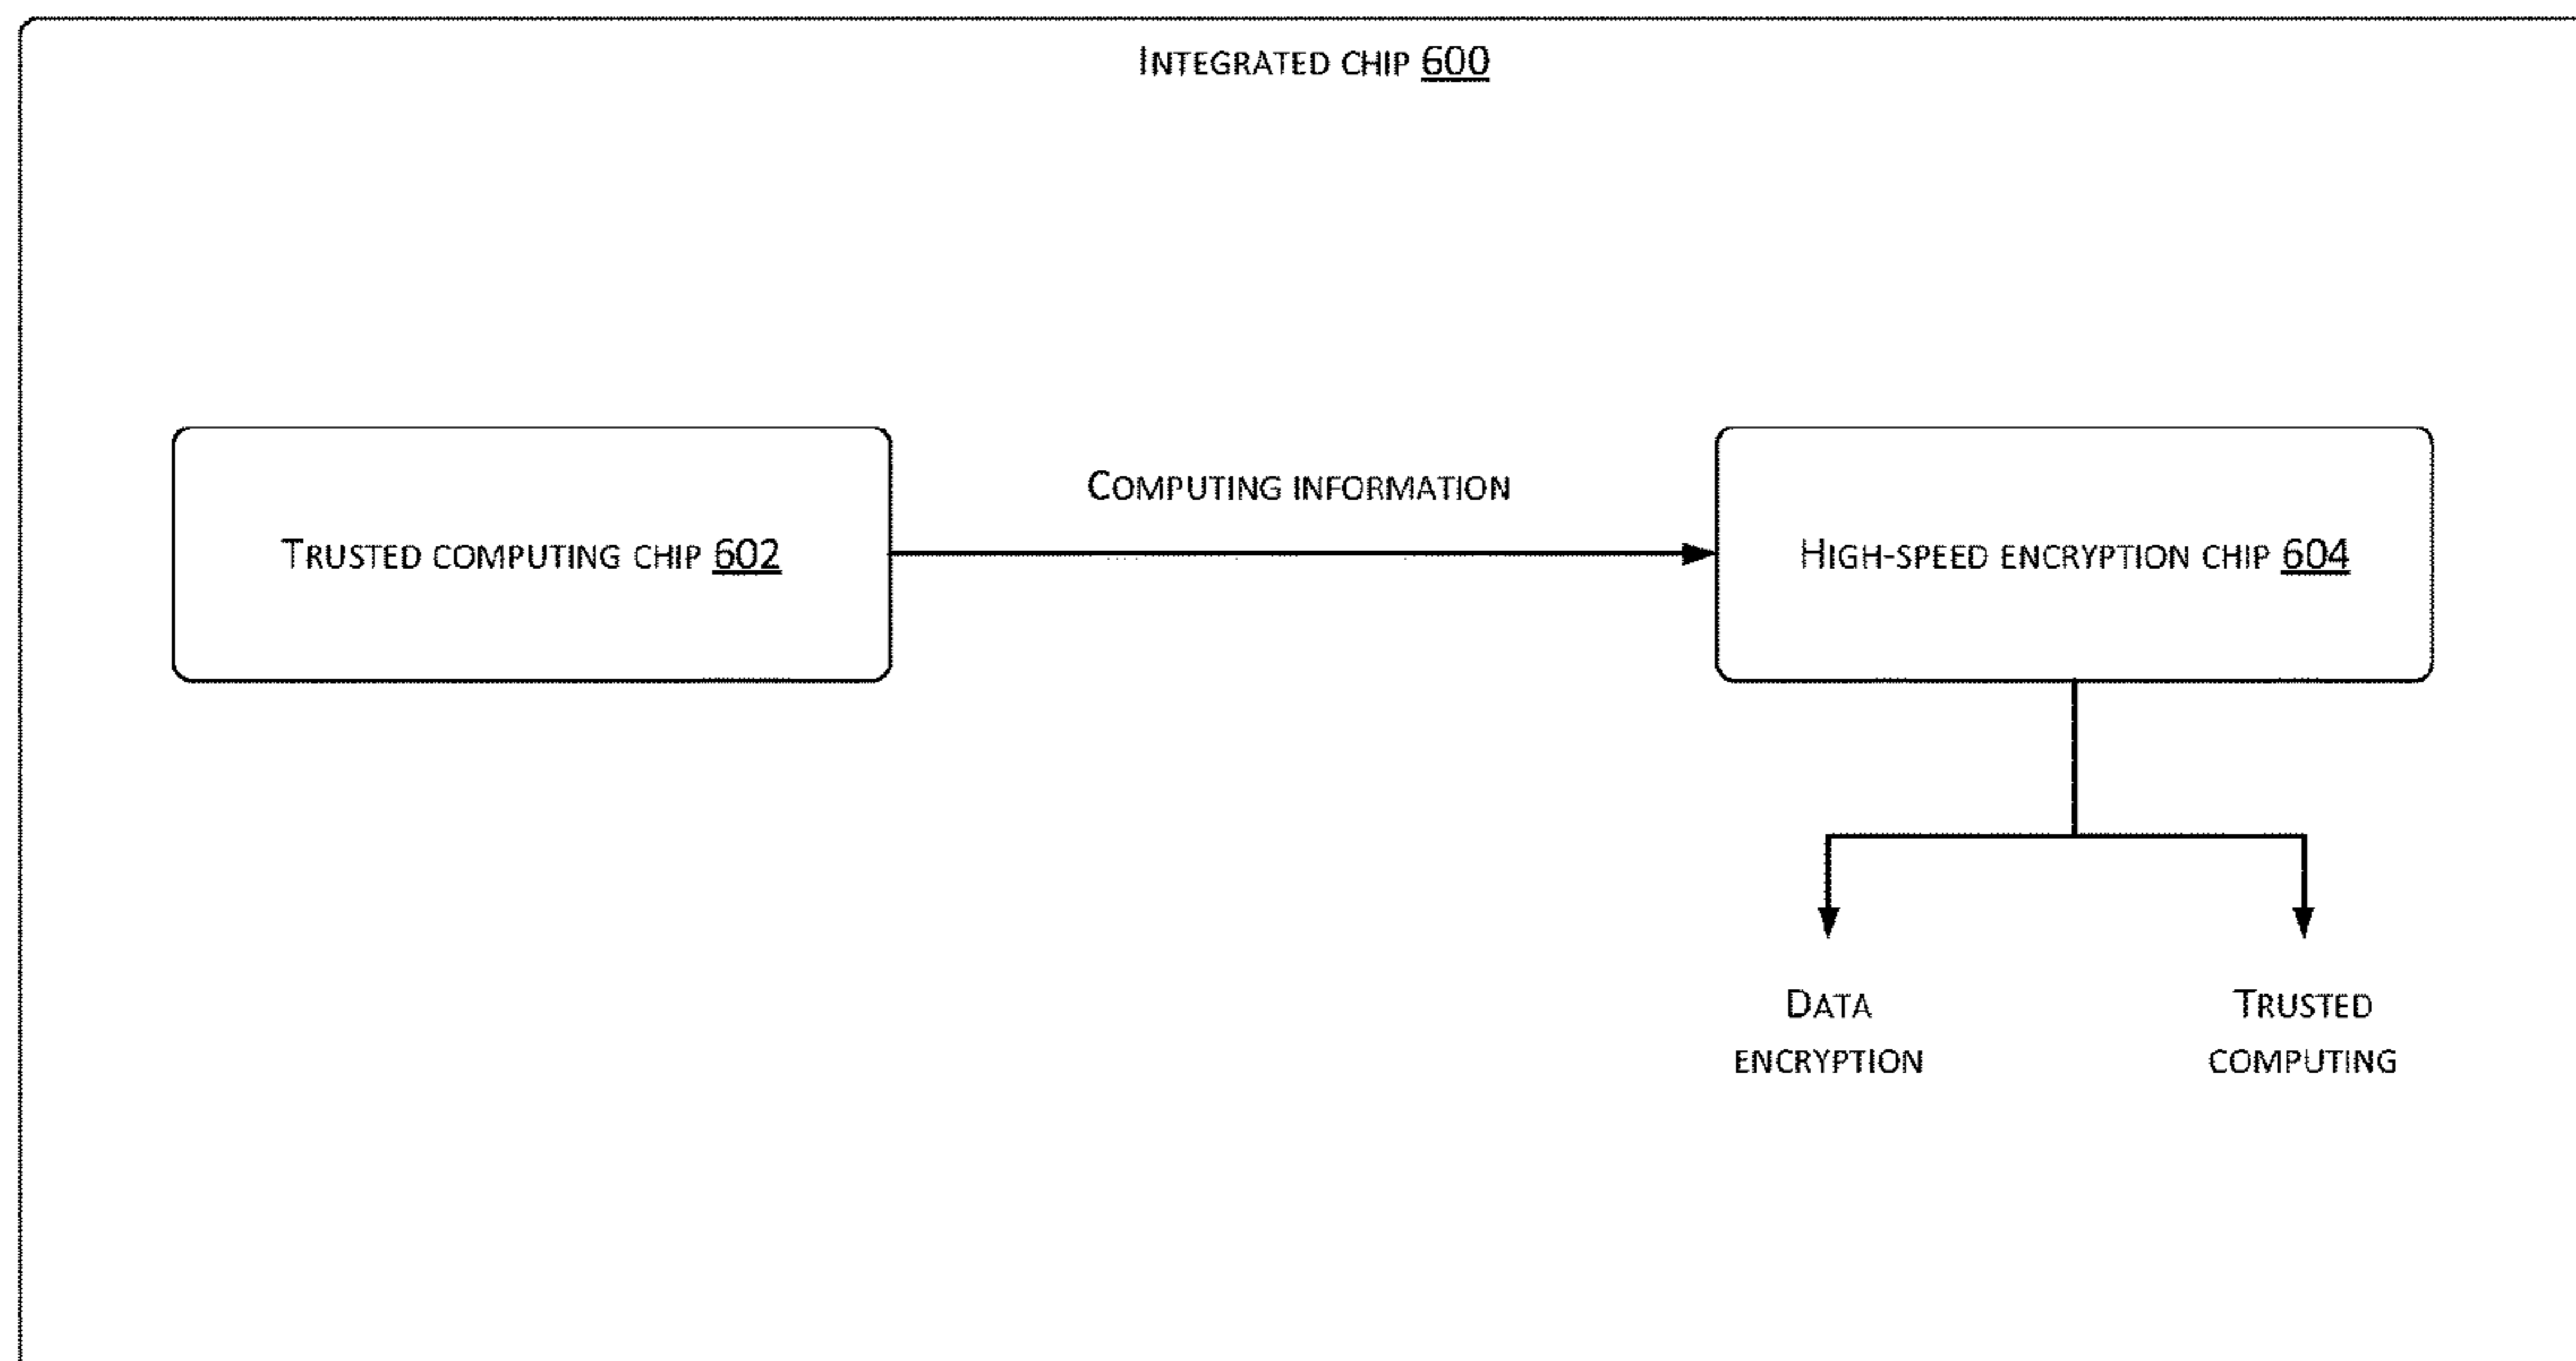 INTEGRATED CHIP 600
COMPUTING INFORMATION
TRUSTED COMPUTING CHIP 602
HIGH-SPEED ENCRYPTION CHIP 604
DATA
ENCRYPTION
TRUSTED
COMPUTING